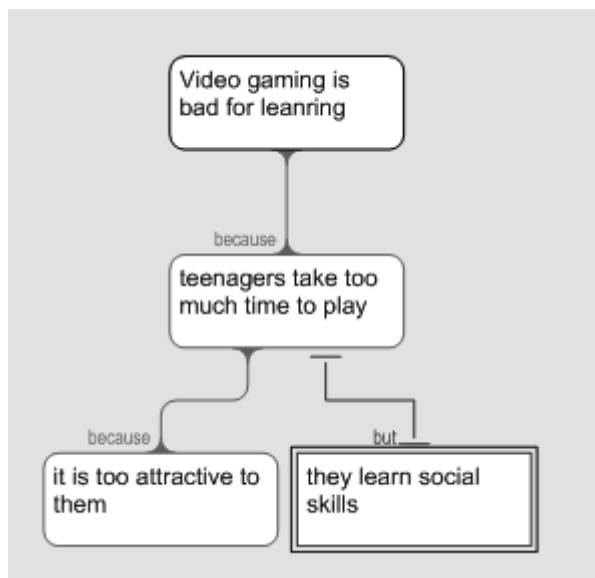 Video gaming is
bad for leanring
because
teenagers take too
much time to play
because
but
it is too attractive to
them
they learn social
skills